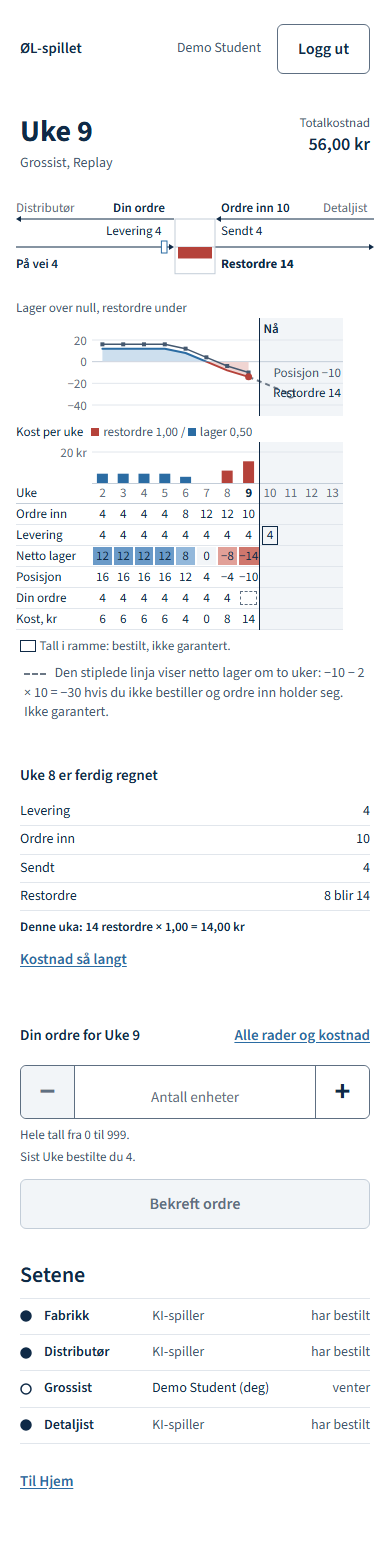 ØL-spillet Demo Student Logg ut
Uke 9 Totalkostnad
56,00 kr
Grossist, Replay
Distributør Din ordre Ordre inn 10 Detaljist
Levering 4 Sendt 4
På vei 4 Restordre 14
Lager over null, restordre under
Nå
20
0
−20
−40
Posisjon −10
Restordre 14
Kost per uke restordre 1,00 / lager 0,50
20 kr
Uke 2 3 4 5 6 7 8 9 10 11 12 13
Ordre inn 4 4 4 4 8 12 12 10
Levering 4 4 4 4 4 4 4 4 4
Netto lager 12 12 12 12 8 0 −8 −14
Posisjon 16 16 16 16 12 4 −4 −10
Din ordre 4 4 4 4 4 4 4
Kost, kr 6 6 6 6 4 0 8 14
Tall i ramme: bestilt, ikke garantert.
Den stiplede linja viser netto lager om to uker: −10 − 2
× 10 = −30 hvis du ikke bestiller og ordre inn holder seg.
Ikke garantert.
Uke 8 er ferdig regnet
Levering 4
Ordre inn 10
Sendt 4
Restordre 8 blir 14
Denne uka: 14 restordre × 1,00 = 14,00 kr
Kostnad så langt
Din ordre for Uke 9 Alle rader og kostnad
− Antall enheter +
Hele tall fra 0 til 999.
Sist Uke bestilte du 4.
Bekreft ordre
Setene
Fabrikk KI-spiller har bestilt
Distributør KI-spiller har bestilt
Grossist Demo Student (deg) venter
Detaljist KI-spiller har bestilt
Til Hjem